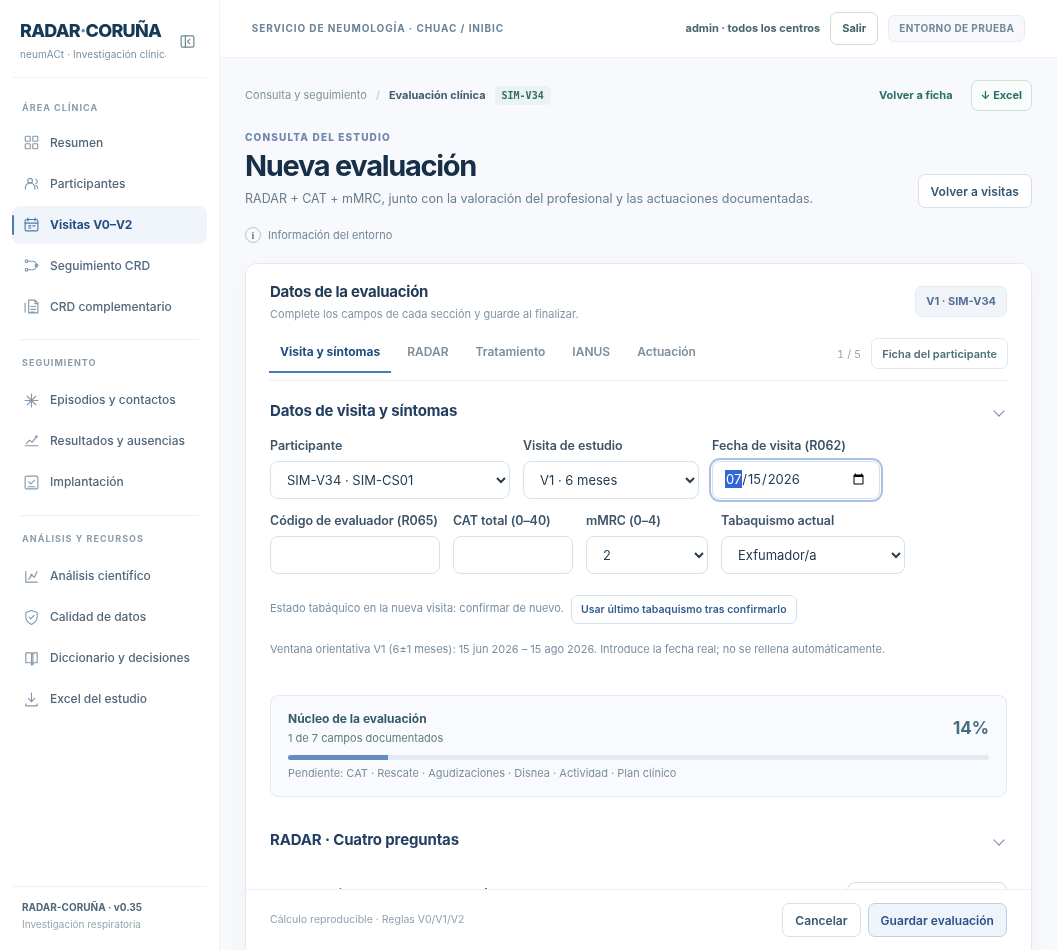 RADAR·CORUÑA
neumACt · Investigación clínic
ÁREA CLÍNICA
Resumen
Participantes
Visitas V0–V2
Seguimiento CRD
CRD complementario
SEGUIMIENTO
Episodios y contactos
Resultados y ausencias
Implantación
ANÁLISIS Y RECURSOS
Análisis científico
Calidad de datos
Diccionario y decisiones
Excel del estudio
RADAR-CORUÑA · v0.35
Investigación respiratoria
SERVICIO DE NEUMOLOGÍA · CHUAC / INIBIC
admin · todos los centros
Salir
ENTORNO DE PRUEBA
Consulta y seguimiento / Evaluación clínica SIM-V34
Volver a ficha
↓ Excel
CONSULTA DEL ESTUDIO
Nueva evaluación
RADAR + CAT + mMRC, junto con la valoración del profesional y las actuaciones documentadas.
Volver a visitas
i Información del entorno
Datos de la evaluación
Complete los campos de cada sección y guarde al finalizar.
V1 · SIM-V34
Visita y síntomas RADAR Tratamiento IANUS Actuación
1 / 5
Ficha del participante
Datos de visita y síntomas
Participante Visita de estudio Fecha de visita (R062)
SIM-V34 · SIM-CS01 V1 · 6 meses 07/15/2026
Código de evaluador (R065) CAT total (0–40) mMRC (0–4) Tabaquismo actual
2 Exfumador/a
Estado tabáquico en la nueva visita: confirmar de nuevo. Usar último tabaquismo tras confirmarlo
Ventana orientativa V1 (6±1 meses): 15 jun 2026 – 15 ago 2026. Introduce la fecha real; no se rellena automáticamente.
Núcleo de la evaluación
1 de 7 campos documentados
14%
Pendiente: CAT · Rescate · Agudizaciones · Disnea · Actividad · Plan clínico
RADAR · Cuatro preguntas
Cálculo reproducible · Reglas V0/V1/V2
Cancelar
Guardar evaluación